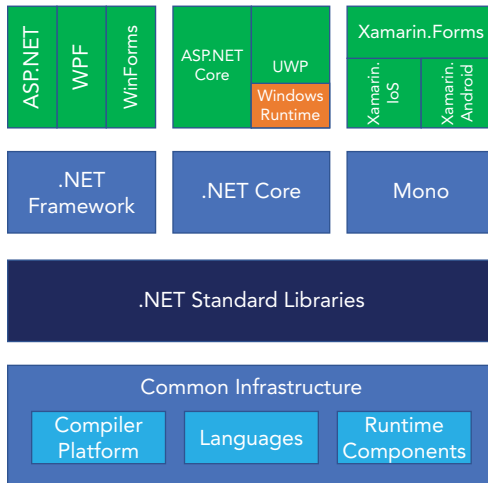 ASP.NET
WPF
WinForms
ASP.NET
Core
UWP
Windows
Runtime
Xamarin.Forms
Xamarin.
IoS
Xamarin.
Android
.NET
Framework
.NET Core
Mono
.NET Standard Libraries
Common Infrastructure
Compiler
Platform
Languages
Runtime
Components